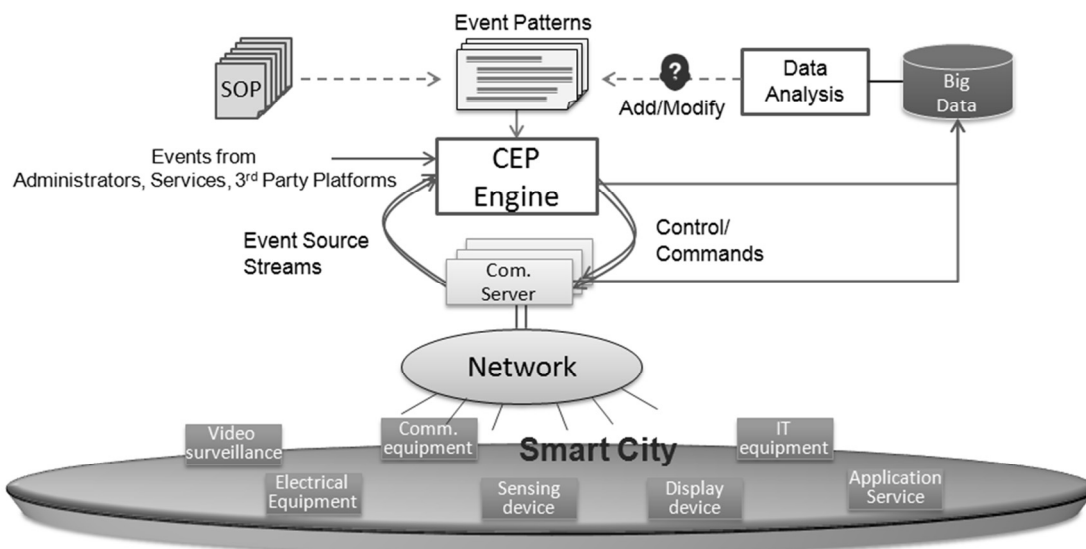 Event Patterns
SOP
?
Add/Modify
Data
Analysis
Big
Data
Events from
Administrators, Services, 3rd Party Platforms
CEP
Engine
Event Source
Streams
Control/
Commands
Com.
Server
Network
Smart City
Video
surveillance
Comm.
equipment
IT
equipment
Electrical
Equipment
Sensing
device
Display
device
Application
Service